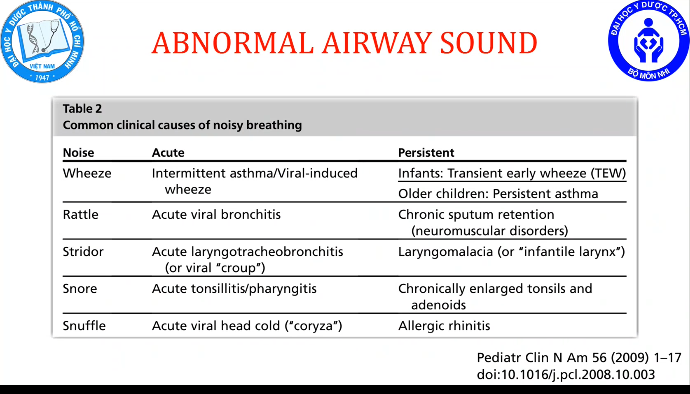 ĐẠI HỌC Y DƯỢC THÀNH PHỐ HỒ CHÍ MINH
VIỆT NAM
1947
ABNORMAL AIRWAY SOUND
ĐẠI HỌC Y DƯỢC TPHCM
BỘ MÔN NHI
Table 2
Common clinical causes of noisy breathing
Noise Acute Persistent
Wheeze Intermittent asthma/Viral-induced wheeze Infants: Transient early wheeze (TEW)
Older children: Persistent asthma
Rattle Acute viral bronchitis Chronic sputum retention
(neuromuscular disorders)
Stridor Acute laryngotracheobronchitis Laryngomalacia (or “infantile larynx”)
(or viral “croup”)
Snore Acute tonsillitis/pharyngitis Chronically enlarged tonsils and
adenoids
Snuffle Acute viral head cold (“coryza”) Allergic rhinitis
Pediatr Clin N Am 56 (2009) 1–17
doi:10.1016/j.pcl.2008.10.003